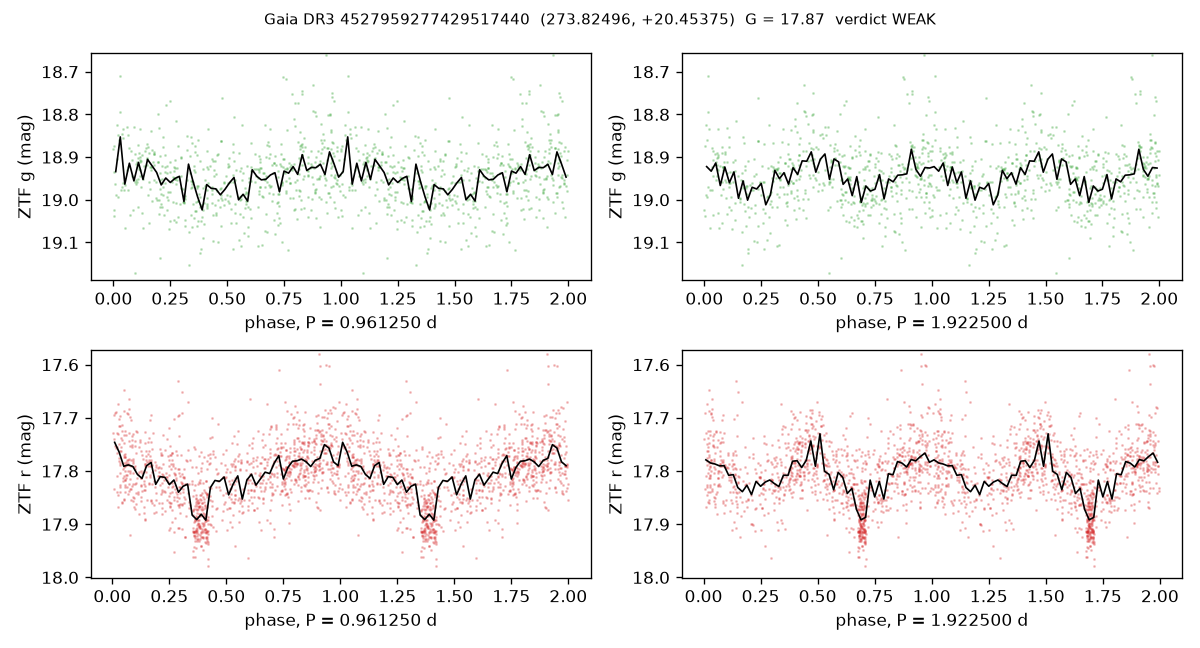 Gaia DR3 4527959277429517440 (273.82496, +20.45375) G = 17.87 verdict WEAK
ZTF g (mag)
18.7
18.8
18.9
19.0
19.1
0.00 0.25 0.50 0.75 1.00 1.25 1.50 1.75 2.00
phase, P = 0.961250 d
ZTF g (mag)
18.7
18.8
18.9
19.0
19.1
0.00 0.25 0.50 0.75 1.00 1.25 1.50 1.75 2.00
phase, P = 1.922500 d
ZTF r (mag)
17.6
17.7
17.8
17.9
18.0
0.00 0.25 0.50 0.75 1.00 1.25 1.50 1.75 2.00
phase, P = 0.961250 d
ZTF r (mag)
17.6
17.7
17.8
17.9
18.0
0.00 0.25 0.50 0.75 1.00 1.25 1.50 1.75 2.00
phase, P = 1.922500 d